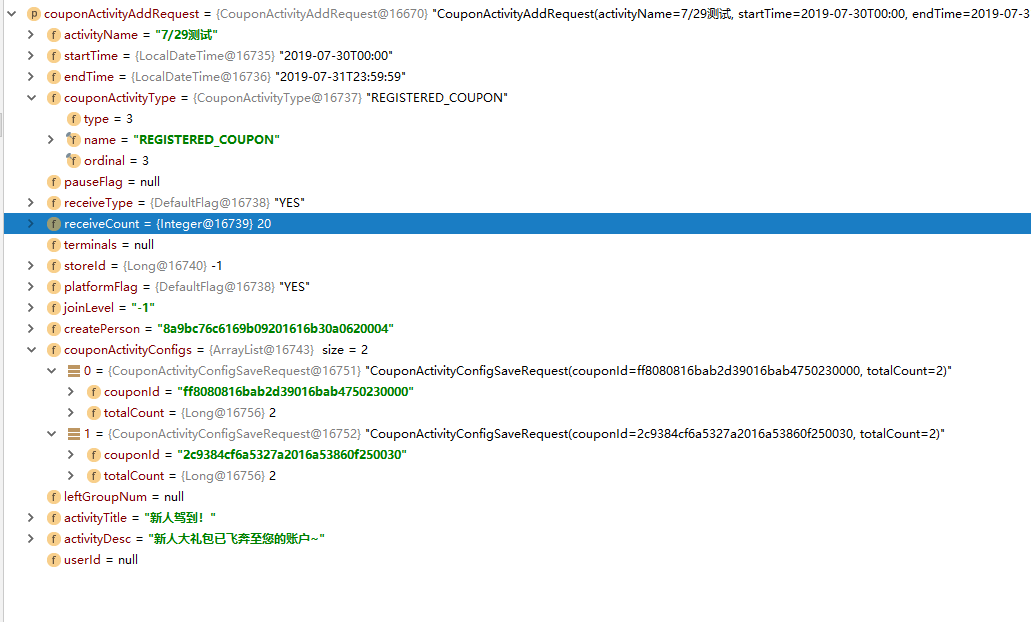 couponActivityAddRequest = {CouponActivityAddRequest@16670} "CouponActivityAddRequest(activityName=7/29测试, startTime=2019-07-30T00:00, endTime=2019-07-3
activityName = "7/29测试"
startTime = {LocalDateTime@16735} "2019-07-30T00:00"
endTime = {LocalDateTime@16736} "2019-07-31T23:59:59"
couponActivityType = {CouponActivityType@16737} "REGISTERED_COUPON"
type = 3
name = "REGISTERED_COUPON"
ordinal = 3
pauseFlag = null
receiveType = {DefaultFlag@16738} "YES"
receiveCount = {Integer@16739} 20
terminals = null
storeId = {Long@16740} -1
platformFlag = {DefaultFlag@16738} "YES"
joinLevel = "-1"
createPerson = "8a9bc76c6169b09201616b30a0620004"
couponActivityConfigs = {ArrayList@16743} size = 2
0 = {CouponActivityConfigSaveRequest@16751} "CouponActivityConfigSaveRequest(couponId=ff8080816bab2d39016bab4750230000, totalCount=2)"
couponId = "ff8080816bab2d39016bab4750230000"
totalCount = {Long@16756} 2
1 = {CouponActivityConfigSaveRequest@16752} "CouponActivityConfigSaveRequest(couponId=2c9384cf6a5327a2016a53860f250030, totalCount=2)"
couponId = "2c9384cf6a5327a2016a53860f250030"
totalCount = {Long@16756} 2
leftGroupNum = null
activityTitle = "新人驾到！"
activityDesc = "新人大礼包已飞奔至您的账户~"
userId = null